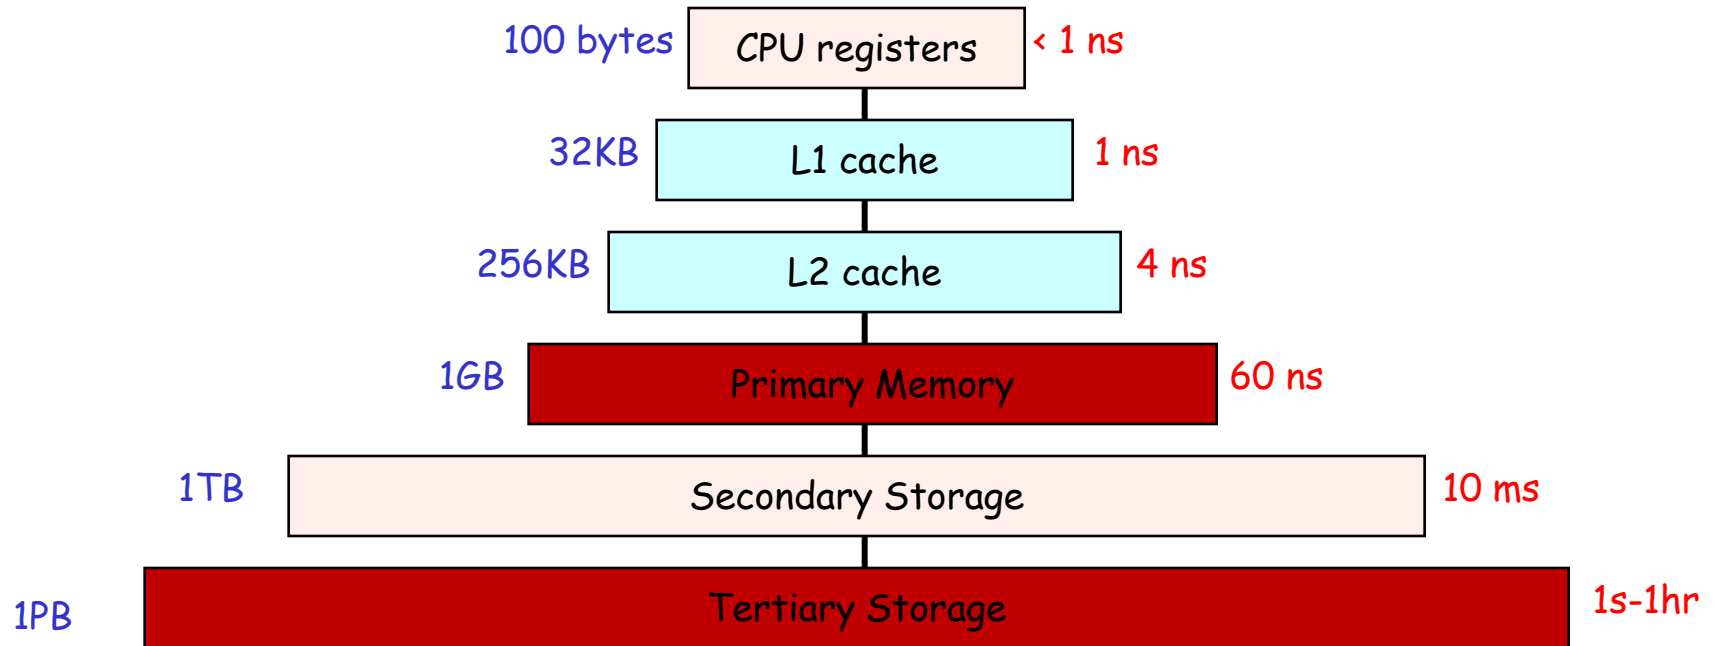 100 bytes CPU registers < 1 ns
32KB L1 cache 1 ns
256KB L2 cache 4 ns
1GB Primary Memory 60 ns
1TB Secondary Storage 10 ms
1PB Tertiary Storage 1s-1hr